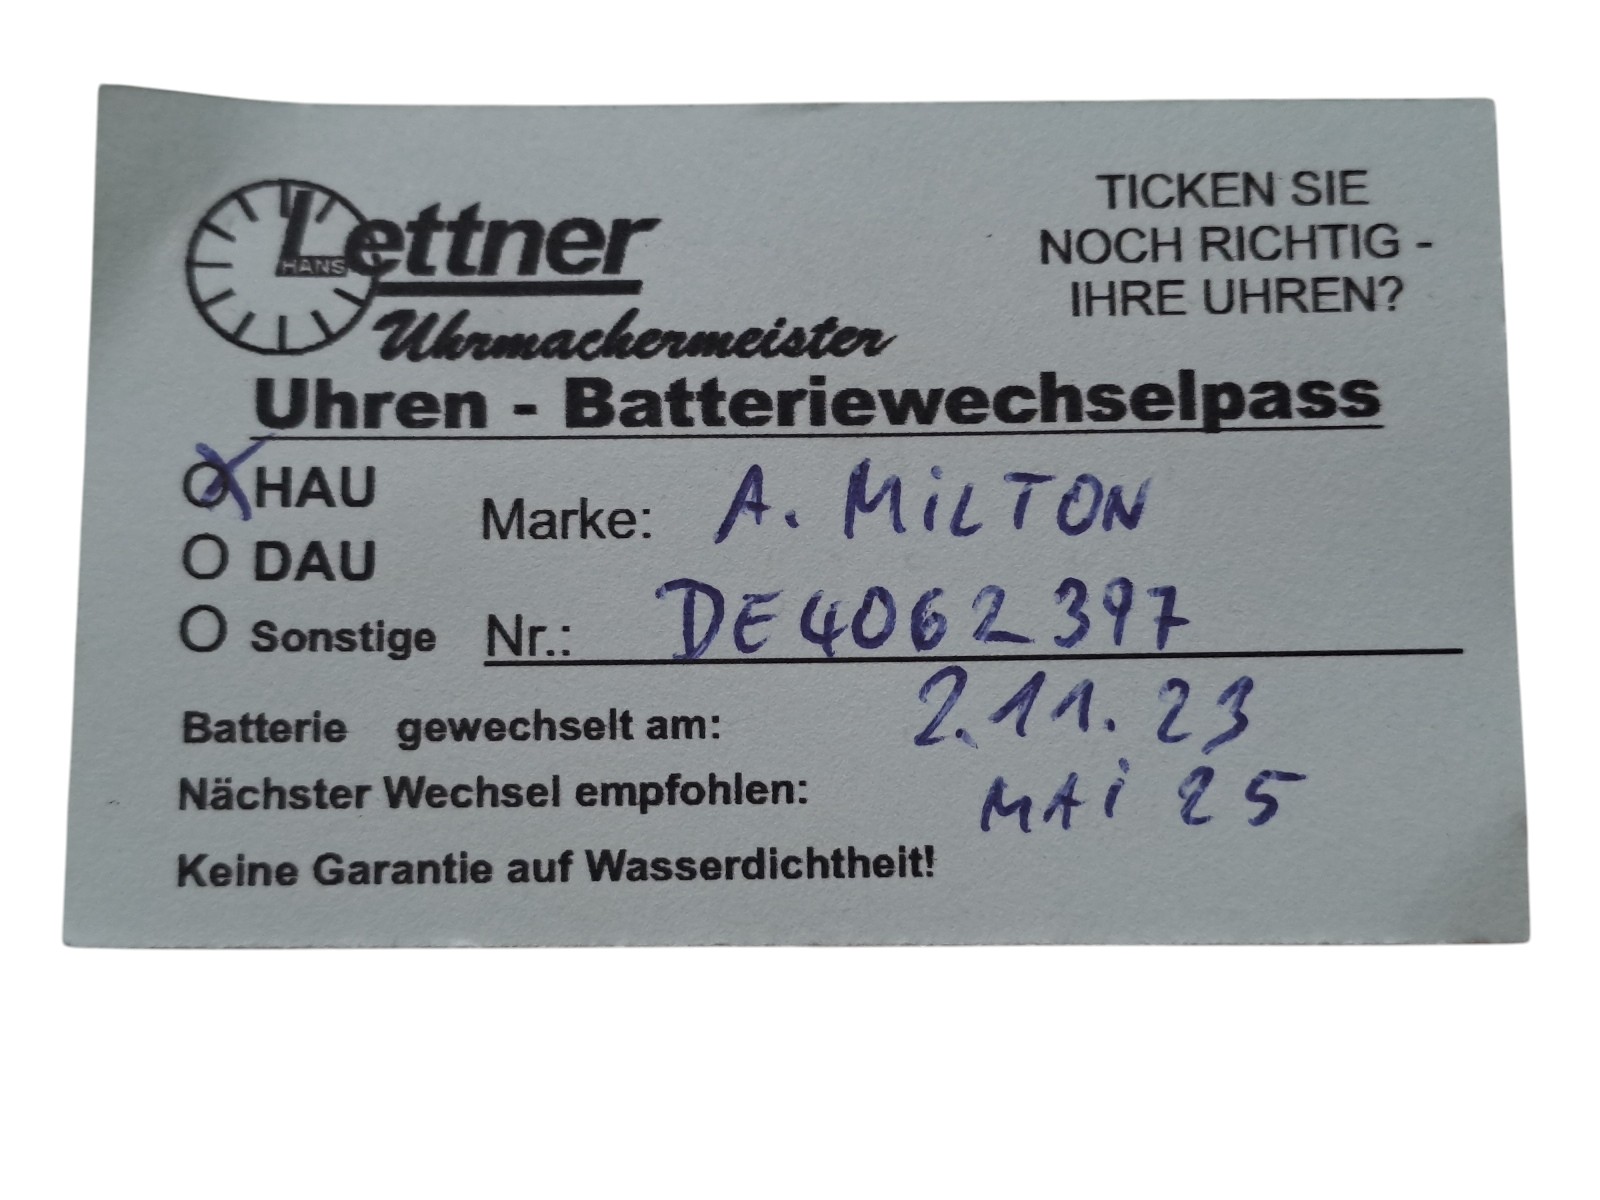 Lettner
HANS
Uhrmachermeister
TICKEN SIE
NOCH RICHTIG -
IHRE UHREN?
Uhren - Batteriewechselpass
HAU
DAU
Sonstige
Marke: A. MiLTON
Nr.: DE4062397
Batterie gewechselt am: 2.11.23
Nächster Wechsel empfohlen: MAi 25
Keine Garantie auf Wasserdichtheit!